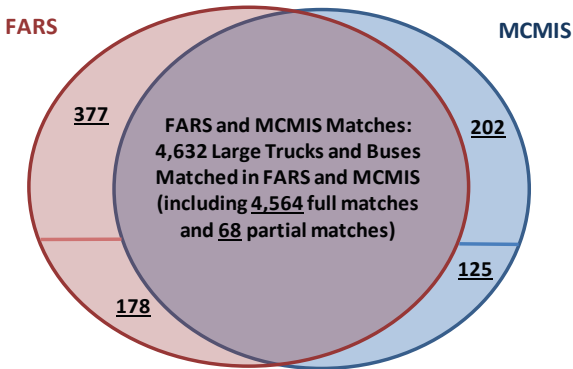 FARS
MCMIS
377
202
FARS and MCMIS Matches:
4,632 Large Trucks and Buses
Matched in FARS and MCMIS
(including 4,564 full matches
and 68 partial matches)
125
178